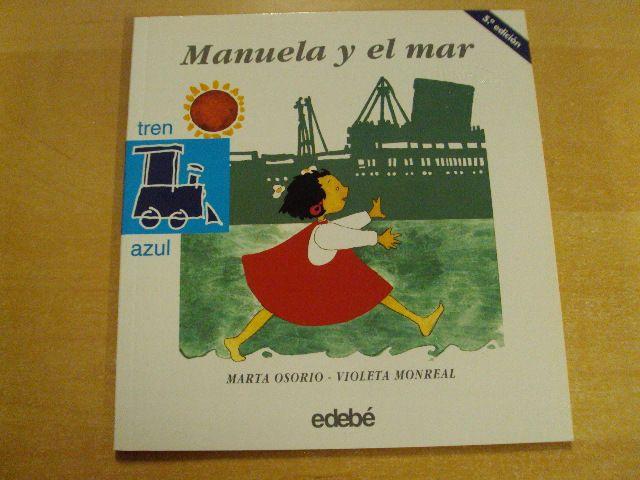 5.ª edición
Manuela y el mar
tren
azul
MARTA OSORIO - VIOLETA MONREAL
edebé